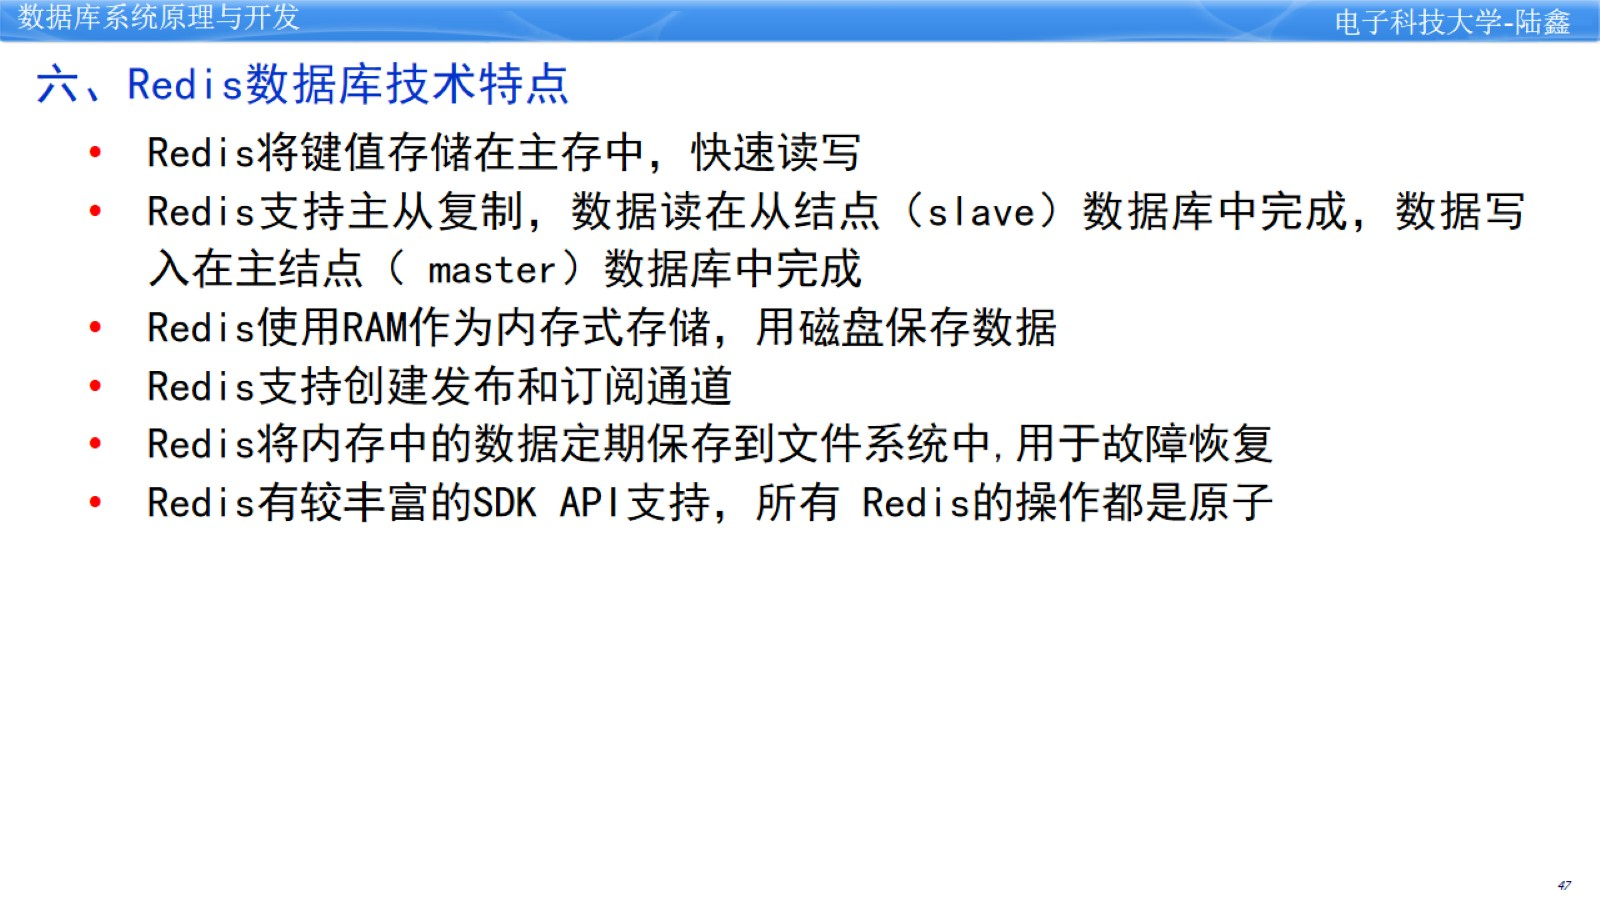 数据库系统原理与开发
电子科技大学-陆鑫
六、Redis数据库技术特点
• Redis将键值存储在主存中，快速读写
• Redis支持主从复制，数据读在从结点（slave）数据库中完成，数据写
入在主结点（ master）数据库中完成
• Redis使用RAM作为内存式存储，用磁盘保存数据
• Redis支持创建发布和订阅通道
• Redis将内存中的数据定期保存到文件系统中,用于故障恢复
• Redis有较丰富的SDK API支持，所有 Redis的操作都是原子
47